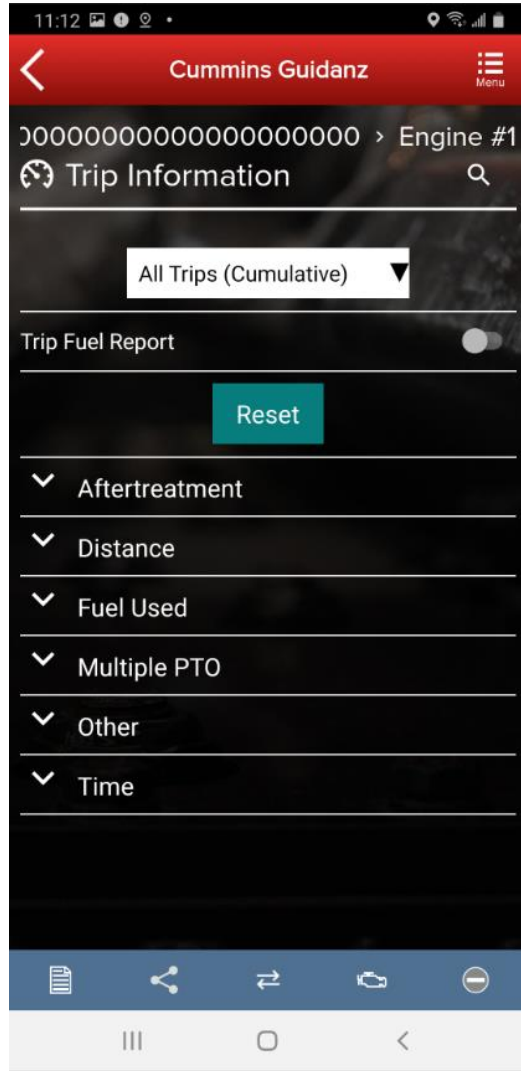 11:12
Cummins Guidanz
Menu
00000000000000000000 > Engine #1
Trip Information
All Trips (Cumulative)
Trip Fuel Report
Reset
Aftertreatment
Distance
Fuel Used
Multiple PTO
Other
Time